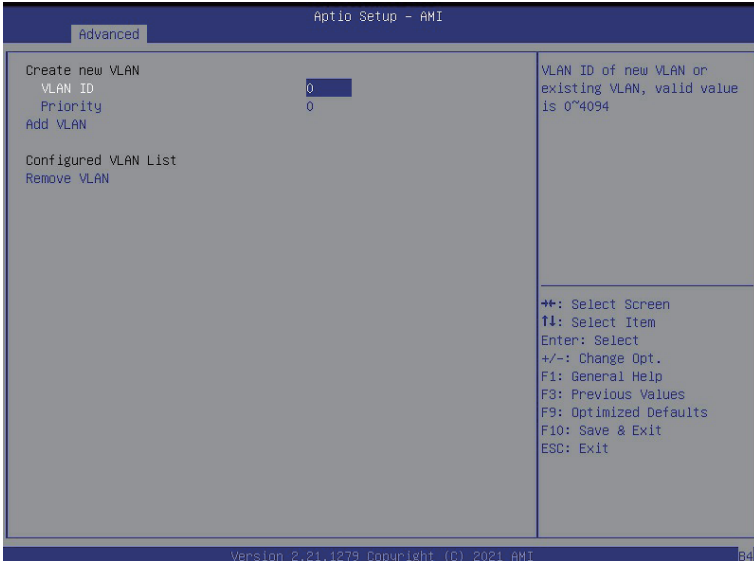 Aptio Setup – AMI
Advanced
Create new VLAN
VLAN ID 0
Priority 0
Add VLAN
Configured VLAN List
Remove VLAN
VLAN ID of new VLAN or
existing VLAN, valid value
is 0~4094
→←: Select Screen
↑↓: Select Item
Enter: Select
+/-: Change Opt.
F1: General Help
F3: Previous Values
F9: Optimized Defaults
F10: Save & Exit
ESC: Exit
Version 2.21.1279 Copyright (C) 2021 AMI
B4